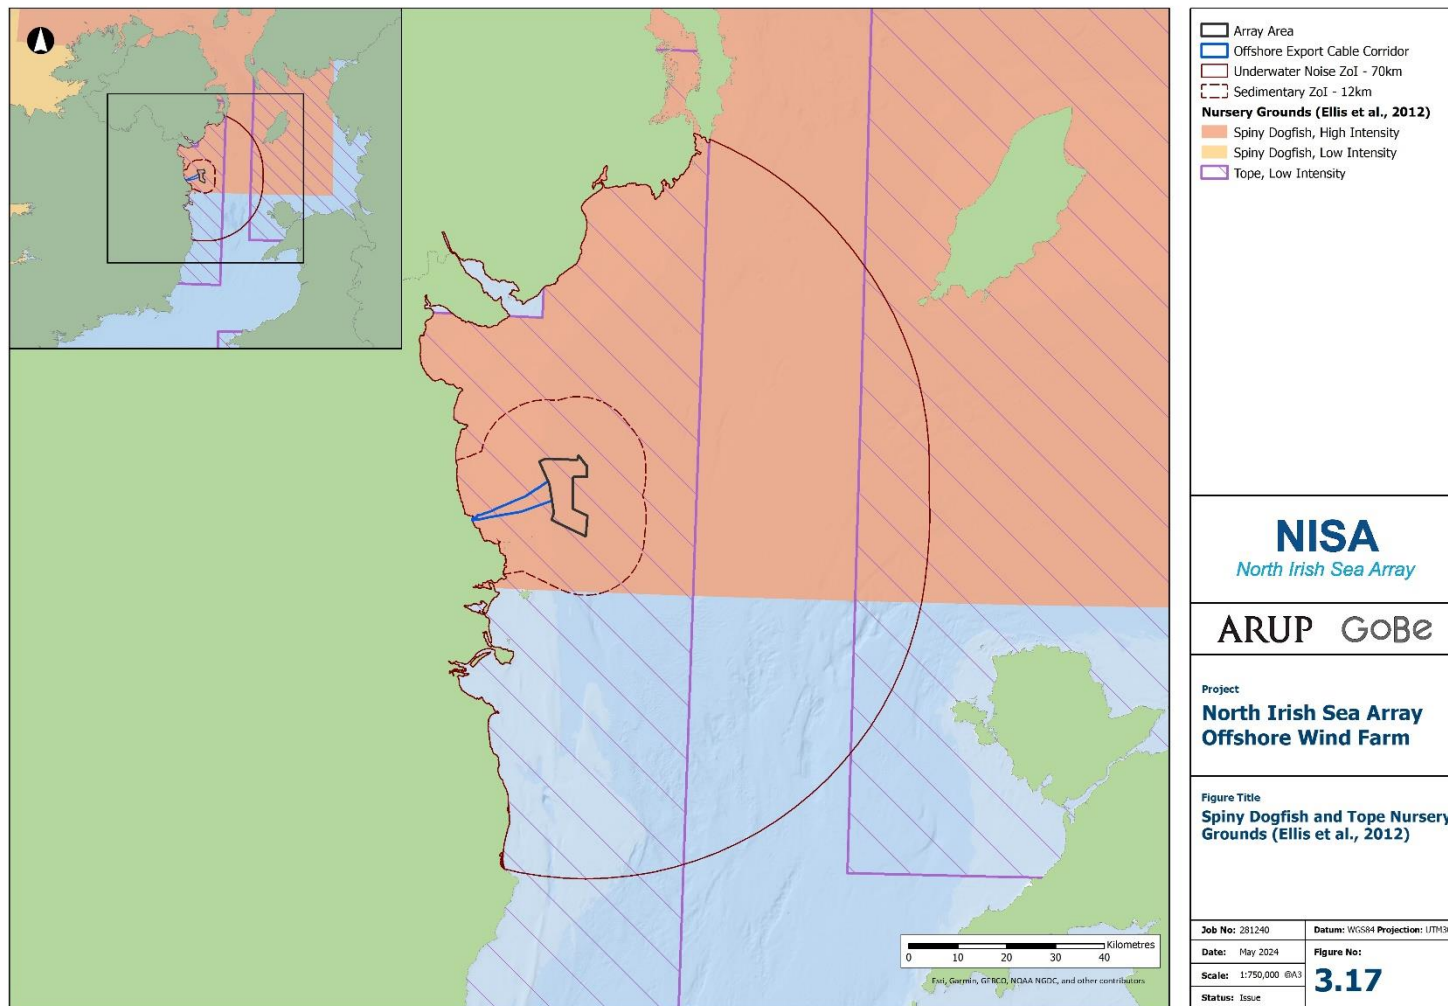 Array Area
Offshore Export Cable Corridor
Underwater Noise ZoI - 70km
Sedimentary ZoI - 12km
Nursery Grounds (Ellis et al., 2012)
Spiny Dogfish, High Intensity
Spiny Dogfish, Low Intensity
Tope, Low Intensity
NISA
North Irish Sea Array
ARUP GoBe
Project
North Irish Sea Array
Offshore Wind Farm
Figure Title
Spiny Dogfish and Tope Nursery
Grounds (Ellis et al., 2012)
Job No: 281240
Datum: WGS84 Projection: UTM30
Date: May 2024
Figure No:
Scale: 1:750,000 @A3
3.17
Status: Issue
Kilometres
0 10 20 30 40
Esri, Garmin, GEBCO, NOAA NGDC, and other contributors